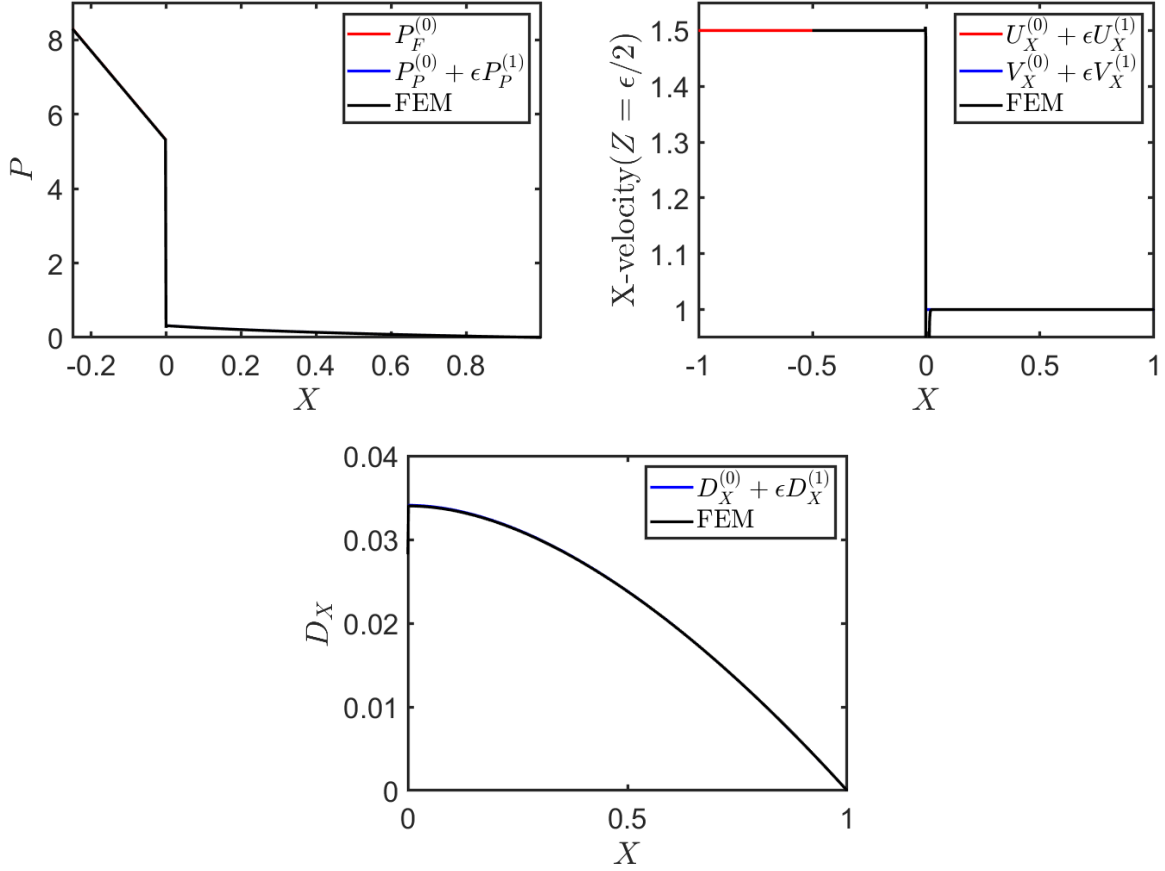 8
6
4
2
0
P
-0.2
0
0.2
0.4
0.6
0.8
X
P_F^{(0)}
P_P^{(0)} + ϵP_P^{(1)}
FEM
1.5
1.4
1.3
1.2
1.1
1
X-velocity(Z = ϵ/2)
-1
-0.5
0
0.5
1
X
U_X^{(0)} + ϵU_X^{(1)}
V_X^{(0)} + ϵV_X^{(1)}
FEM
0.04
0.03
0.02
0.01
0
D_X
0
0.5
1
X
D_X^{(0)} + ϵD_X^{(1)}
FEM